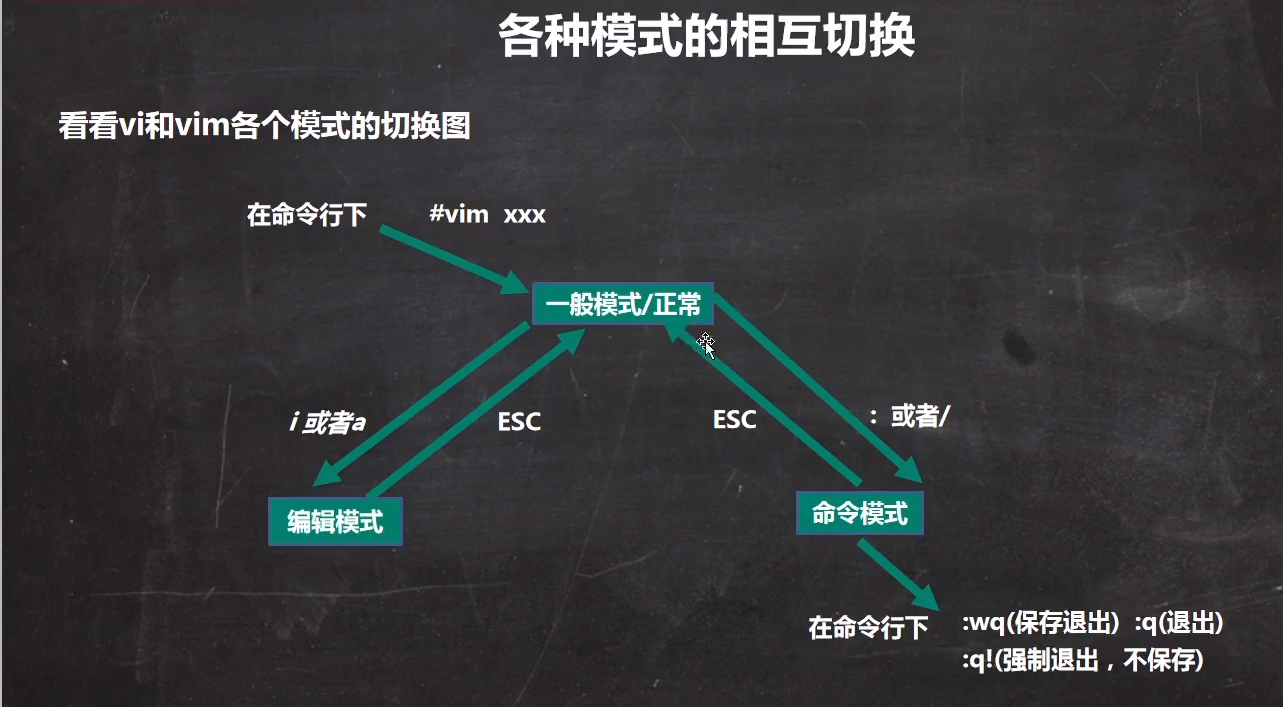 各种模式的相互切换
看看vi和vim各个模式的切换图
在命令行下 #vim xxx
一般模式/正常
i 或者a
ESC
ESC
: 或者/
编辑模式
命令模式
在命令行下
:wq(保存退出) :q(退出)
:q!(强制退出，不保存)